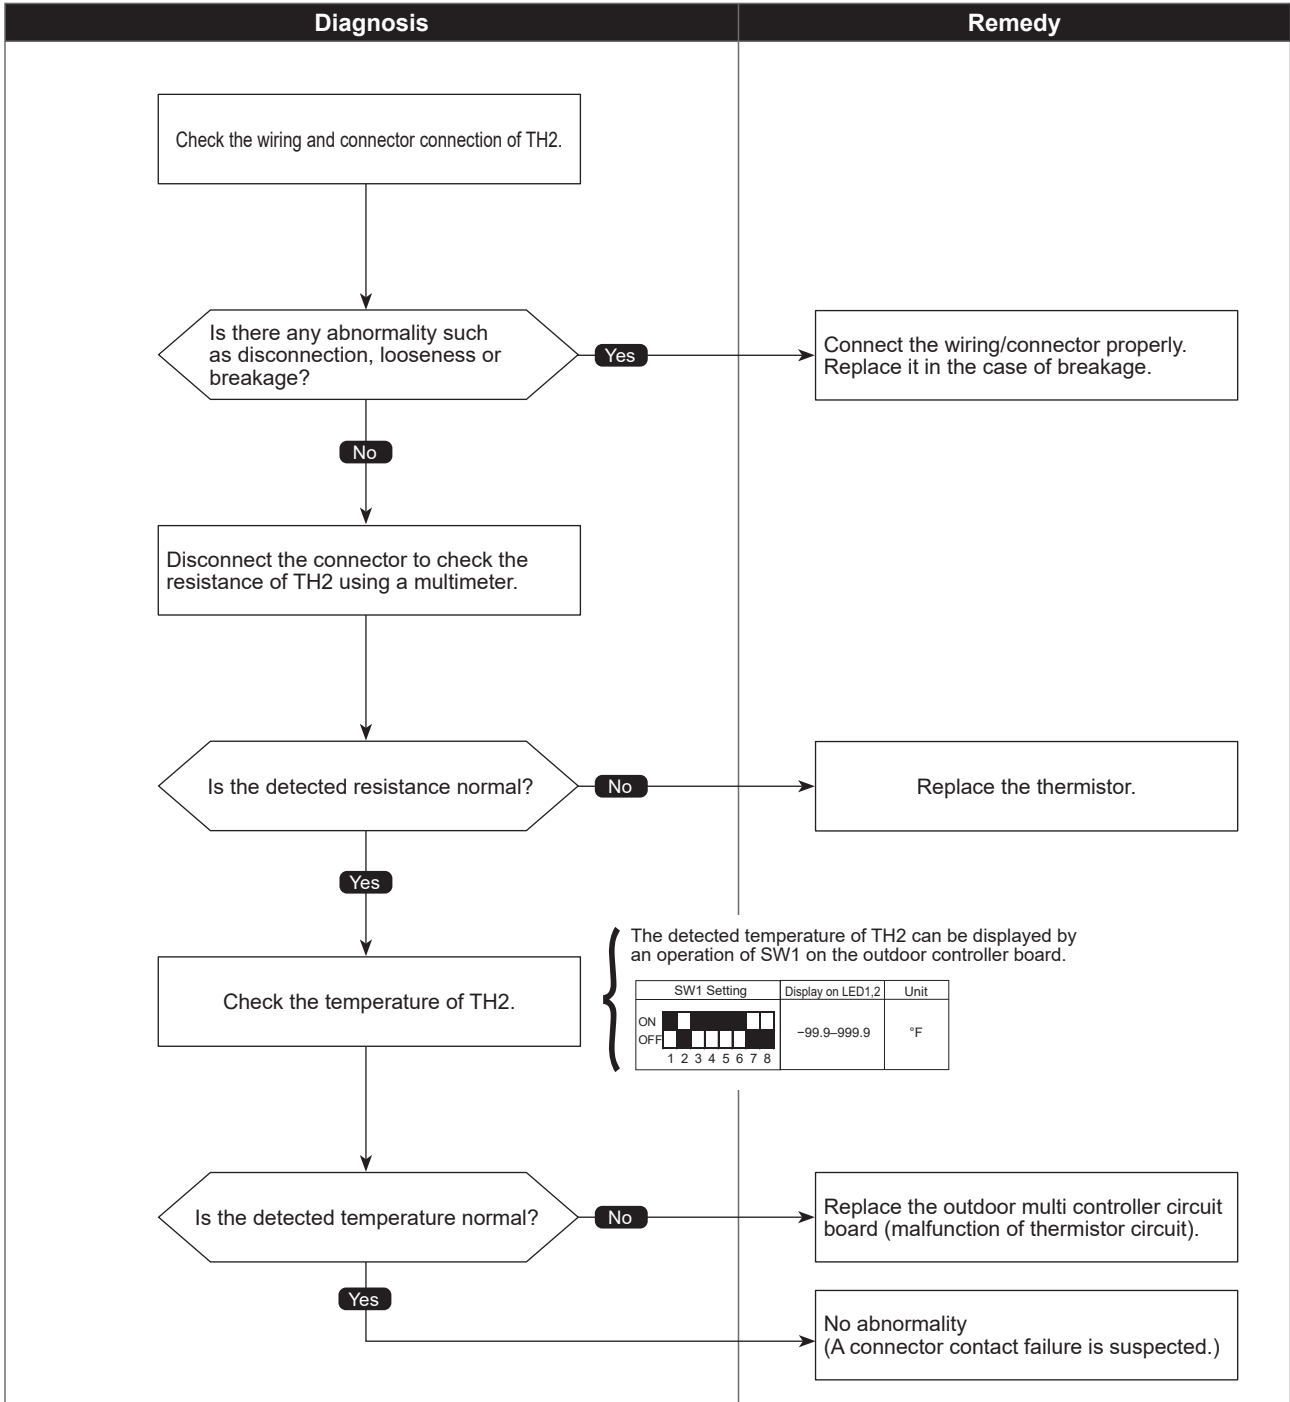 Diagnosis
Remedy
Check the wiring and connector connection of TH2.
Is there any abnormality such
as disconnection, looseness or
breakage?
Yes
Connect the wiring/connector properly.
Replace it in the case of breakage.
No
Disconnect the connector to check the
resistance of TH2 using a multimeter.
Is the detected resistance normal?
No
Replace the thermistor.
Yes
The detected temperature of TH2 can be displayed by
an operation of SW1 on the outdoor controller board.
Check the temperature of TH2.
SW1 Setting
Display on LED1,2
Unit
ON
OFF
1 2 3 4 5 6 7 8
−99.9–999.9
°F
Is the detected temperature normal?
No
Replace the outdoor multi controller circuit
board (malfunction of thermistor circuit).
Yes
No abnormality
(A connector contact failure is suspected.)